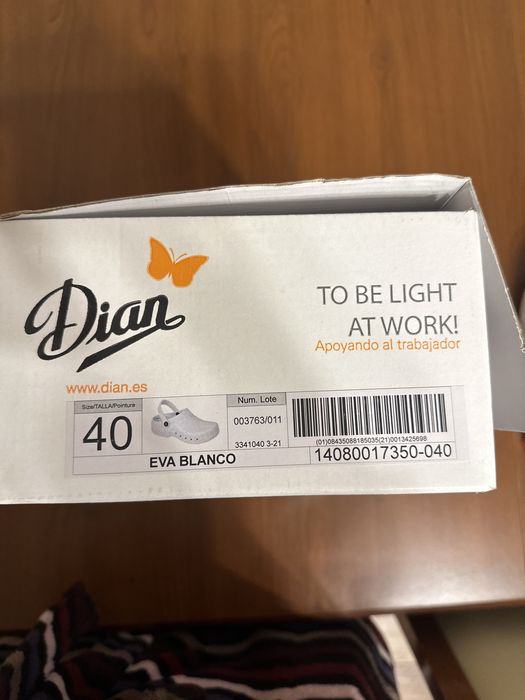 Dian
www.dian.es
TO BE LIGHT
AT WORK!
Apoyando al trabajador
Size/TALLA/Pointure
40
EVA BLANCO
Num. Lote
003763/011
3341040 3-21
(01)08435088185035(21)0013425698
14080017350-040